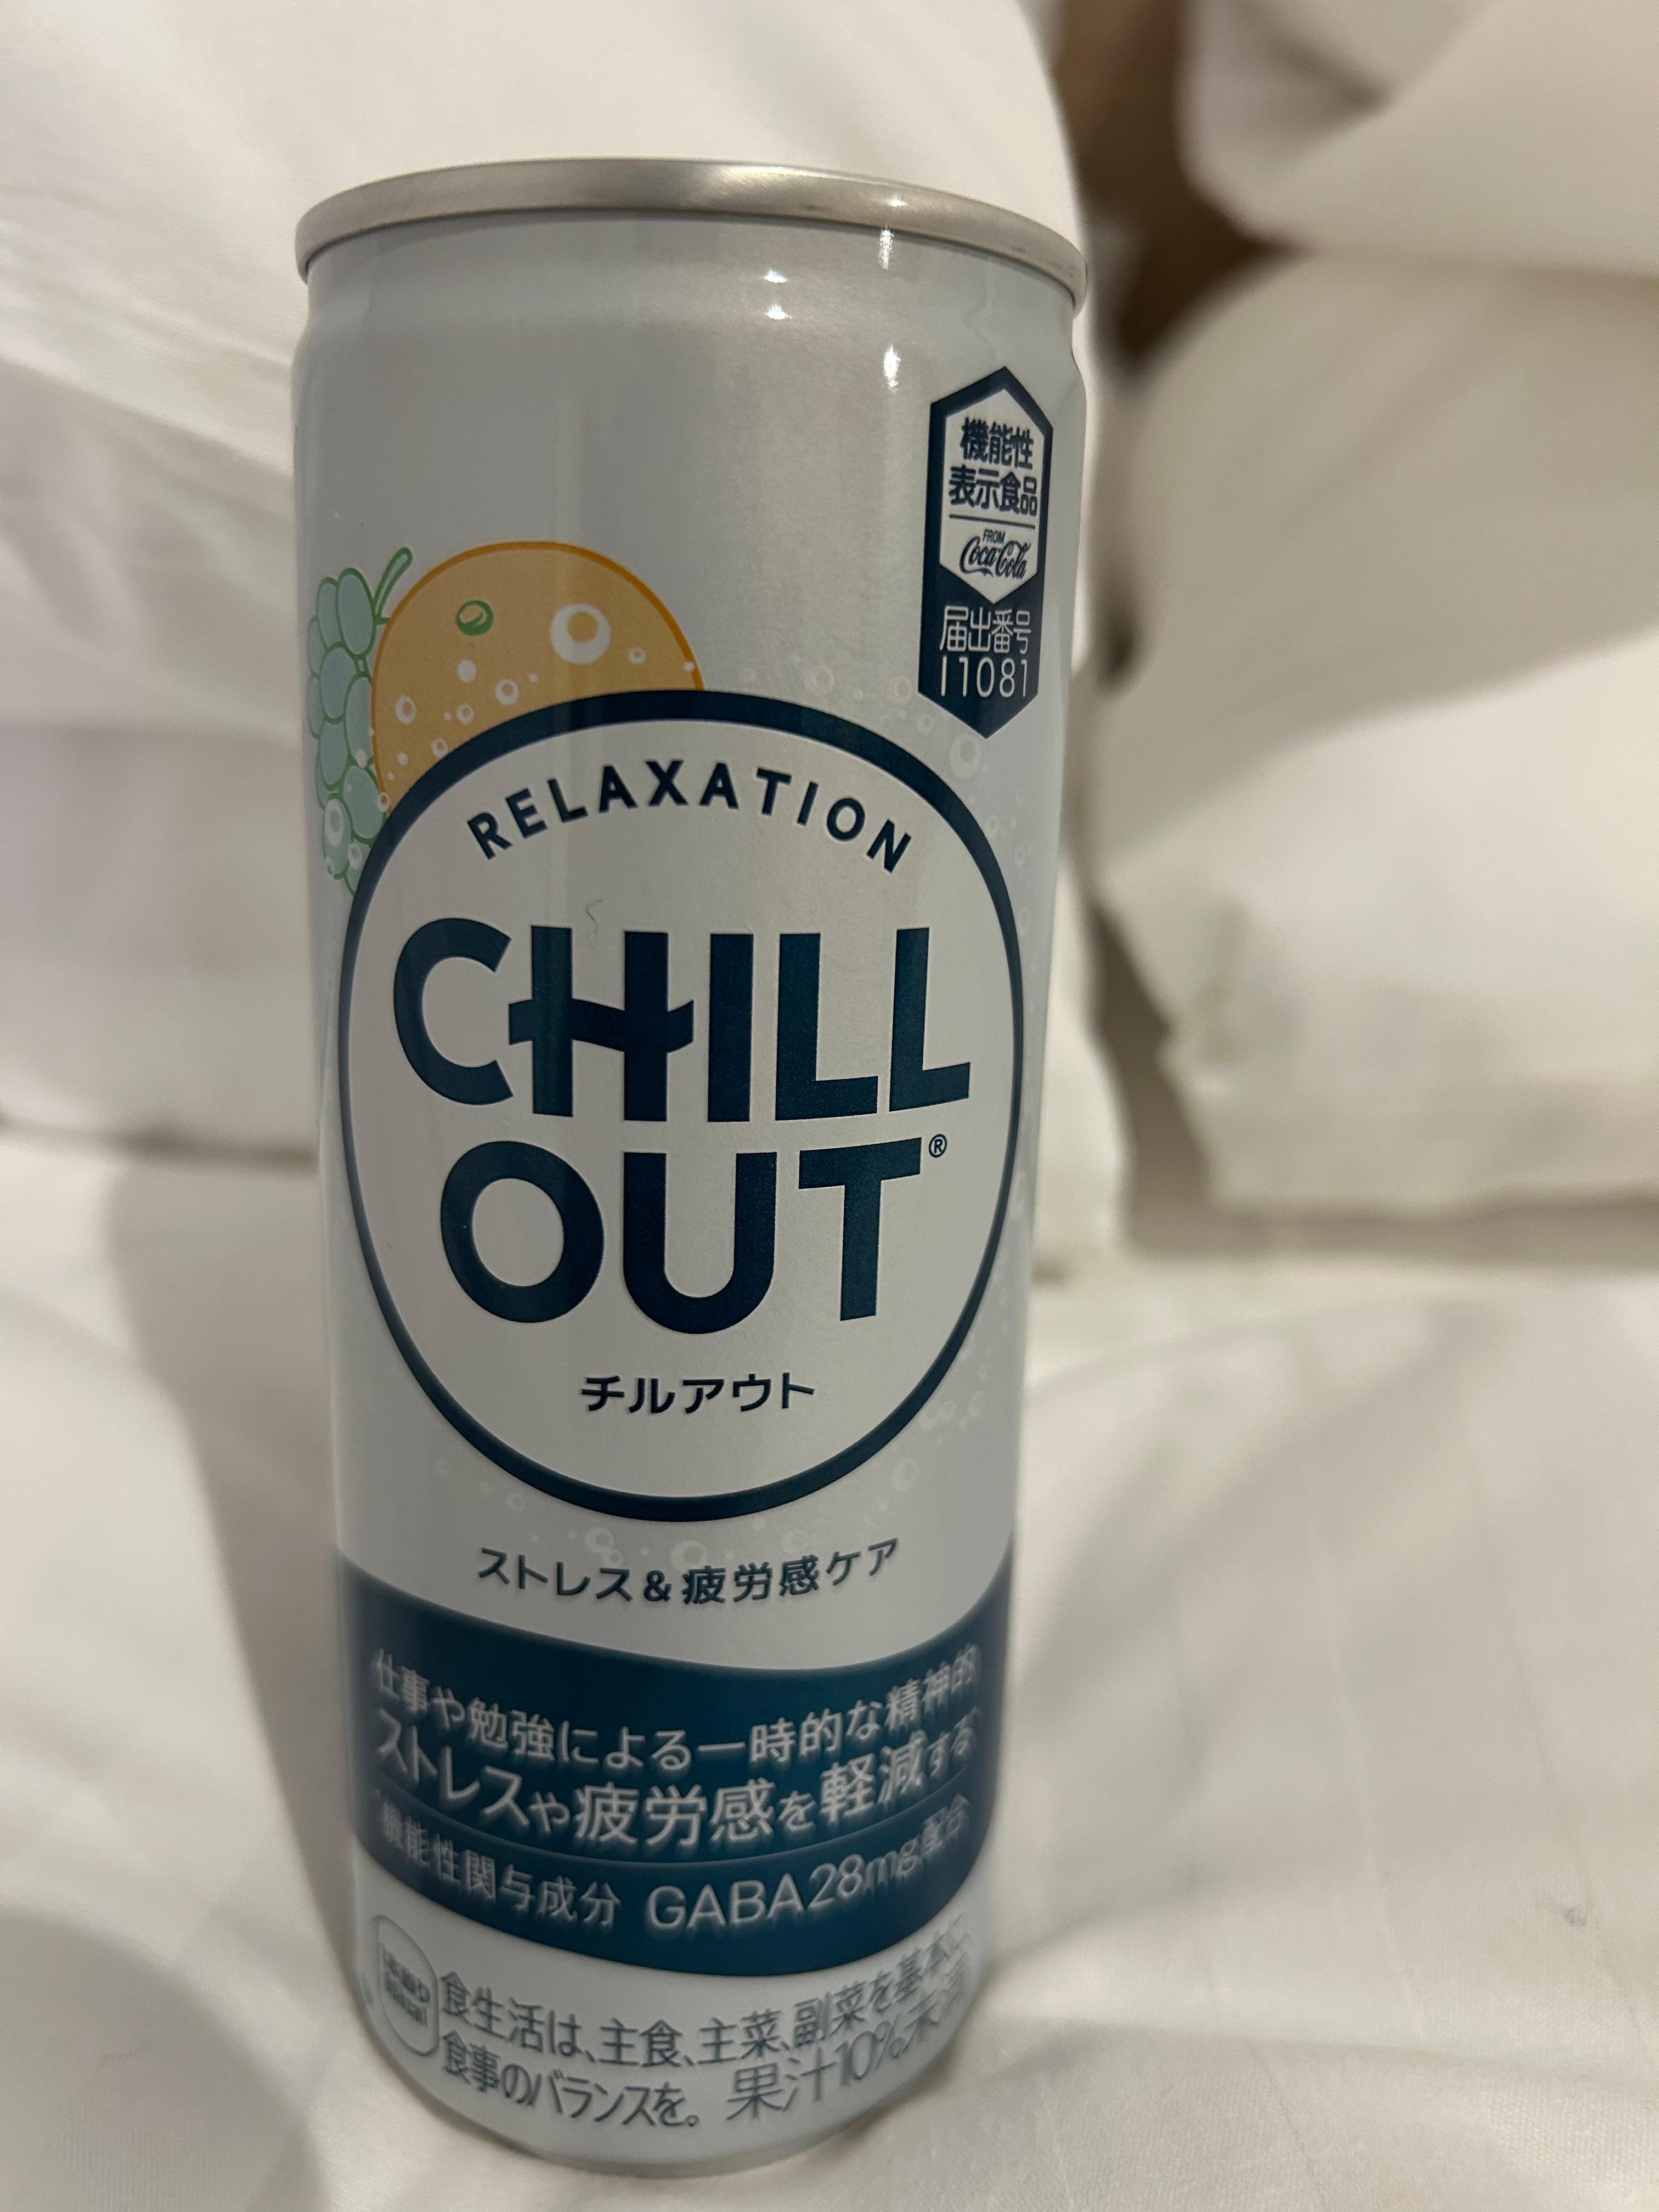 機能性
表示食品
FROM
Coca-Cola
届出番号
I1081
RELAXATION
CHILL
OUT®
チルアウト
ストレス&疲労感ケア
仕事や勉強による一時的な精神的
ストレスや疲労感を軽減する
機能性関与成分 GABA28mg配合
食生活は、主食、主菜、副菜を基本に、
食事のバランスを。 果汁10%未満